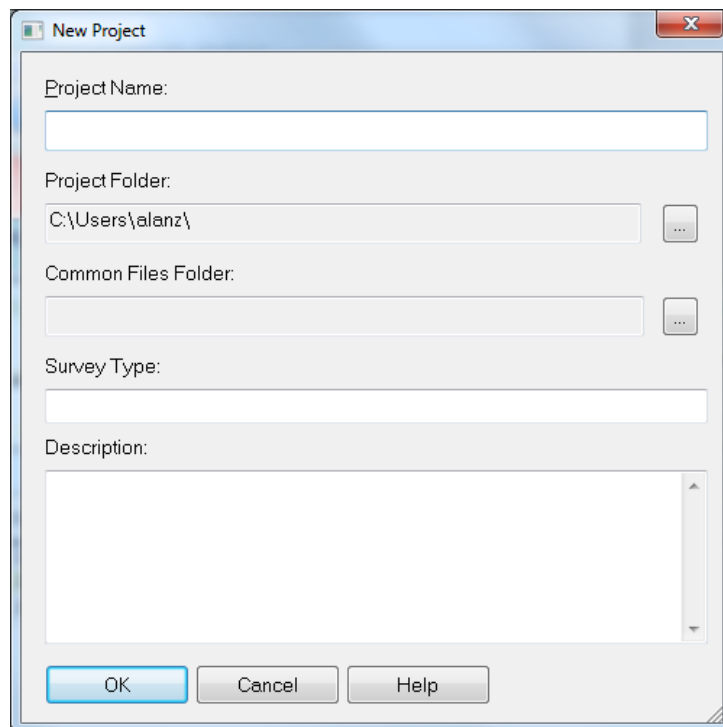 New Project
Project Name:
Project Folder:
C:\Users\alanz\
...
Common Files Folder:
...
Survey Type:
Description:
OK Cancel Help